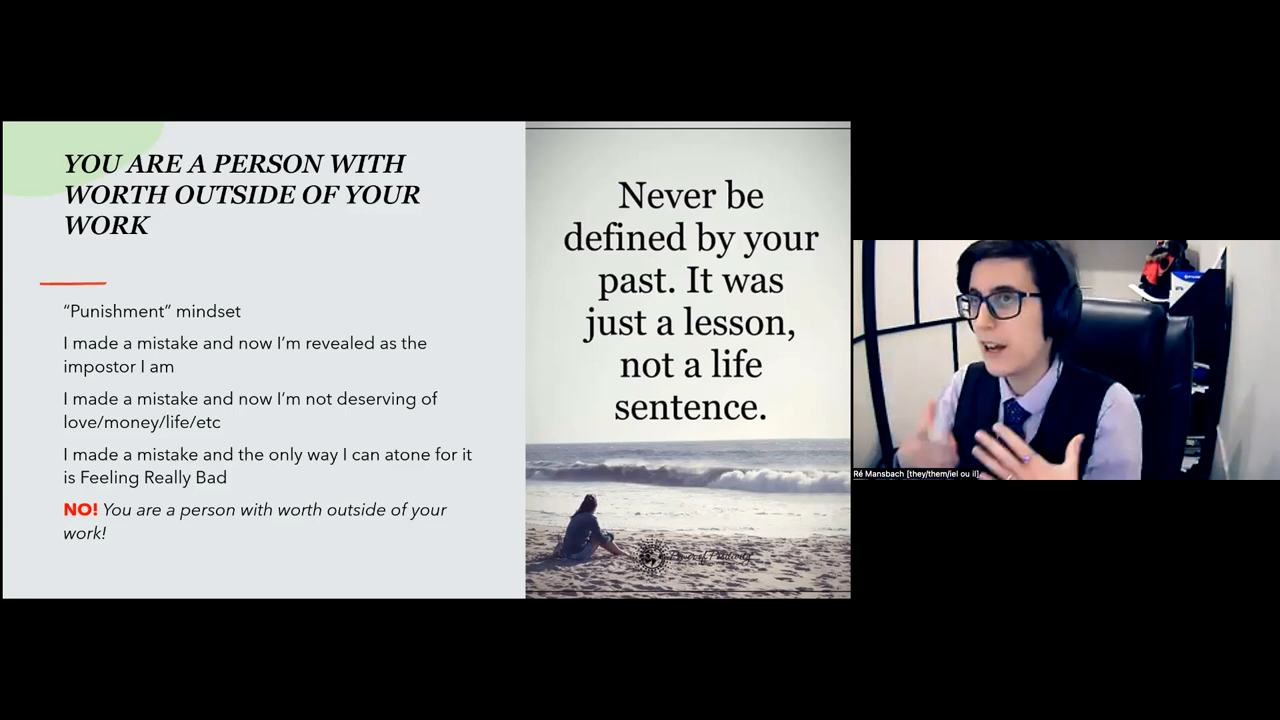 YOU ARE A PERSON WITH
WORTH OUTSIDE OF YOUR
WORK
“Punishment” mindset
I made a mistake and now I’m revealed as the
impostor I am
I made a mistake and now I’m not deserving of
love/money/life/etc
I made a mistake and the only way I can atone for it
is Feeling Really Bad
NO! You are a person with worth outside of your
work!
Never be
defined by your
past. It was
just a lesson,
not a life
sentence.
Power of Positivity
Ré Mansbach [they/them/iel ou il]